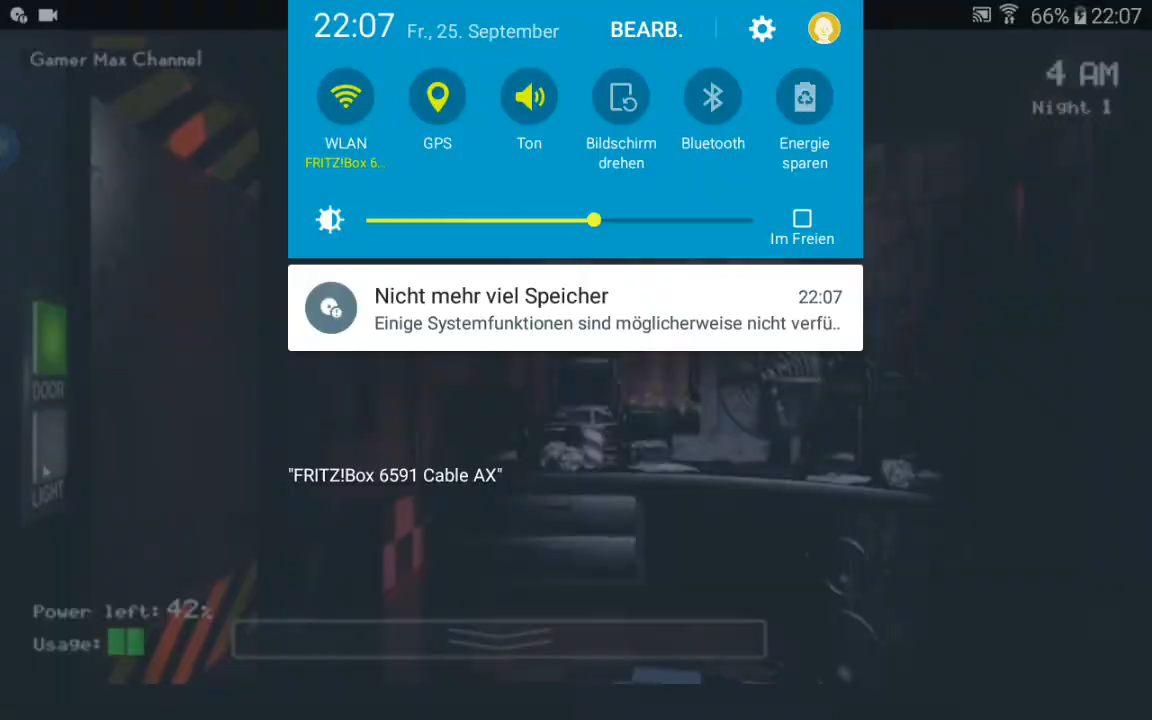 66% 22:07
22:07 Fr., 25. September BEARB.
Gamer Max Channel
4 AM
Night 1
WLAN
FRITZ!Box 6...
GPS
Ton
Bildschirm
drehen
Bluetooth
Energie
sparen
Im Freien
Nicht mehr viel Speicher 22:07
Einige Systemfunktionen sind möglicherweise nicht verfü..
DOOR
LIGHT
"FRITZ!Box 6591 Cable AX"
Power left: 42%
Usage: